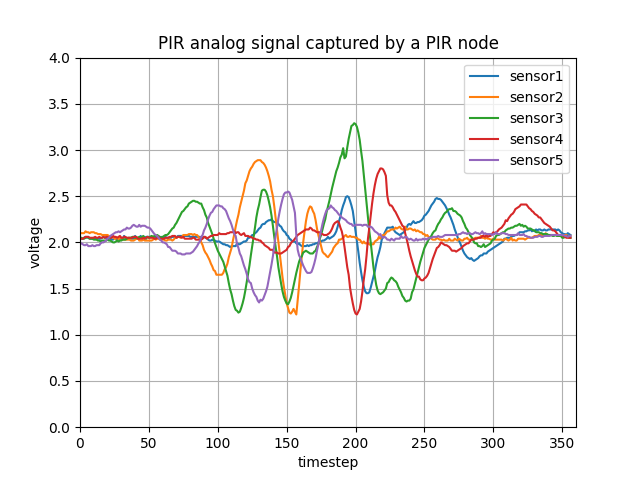 PIR analog signal captured by a PIR node
4.0
3.5
3.0
2.5
2.0
1.5
1.0
0.5
0.0
voltage
sensor1
sensor2
sensor3
sensor4
sensor5
0 50 100 150 200 250 300 350
timestep